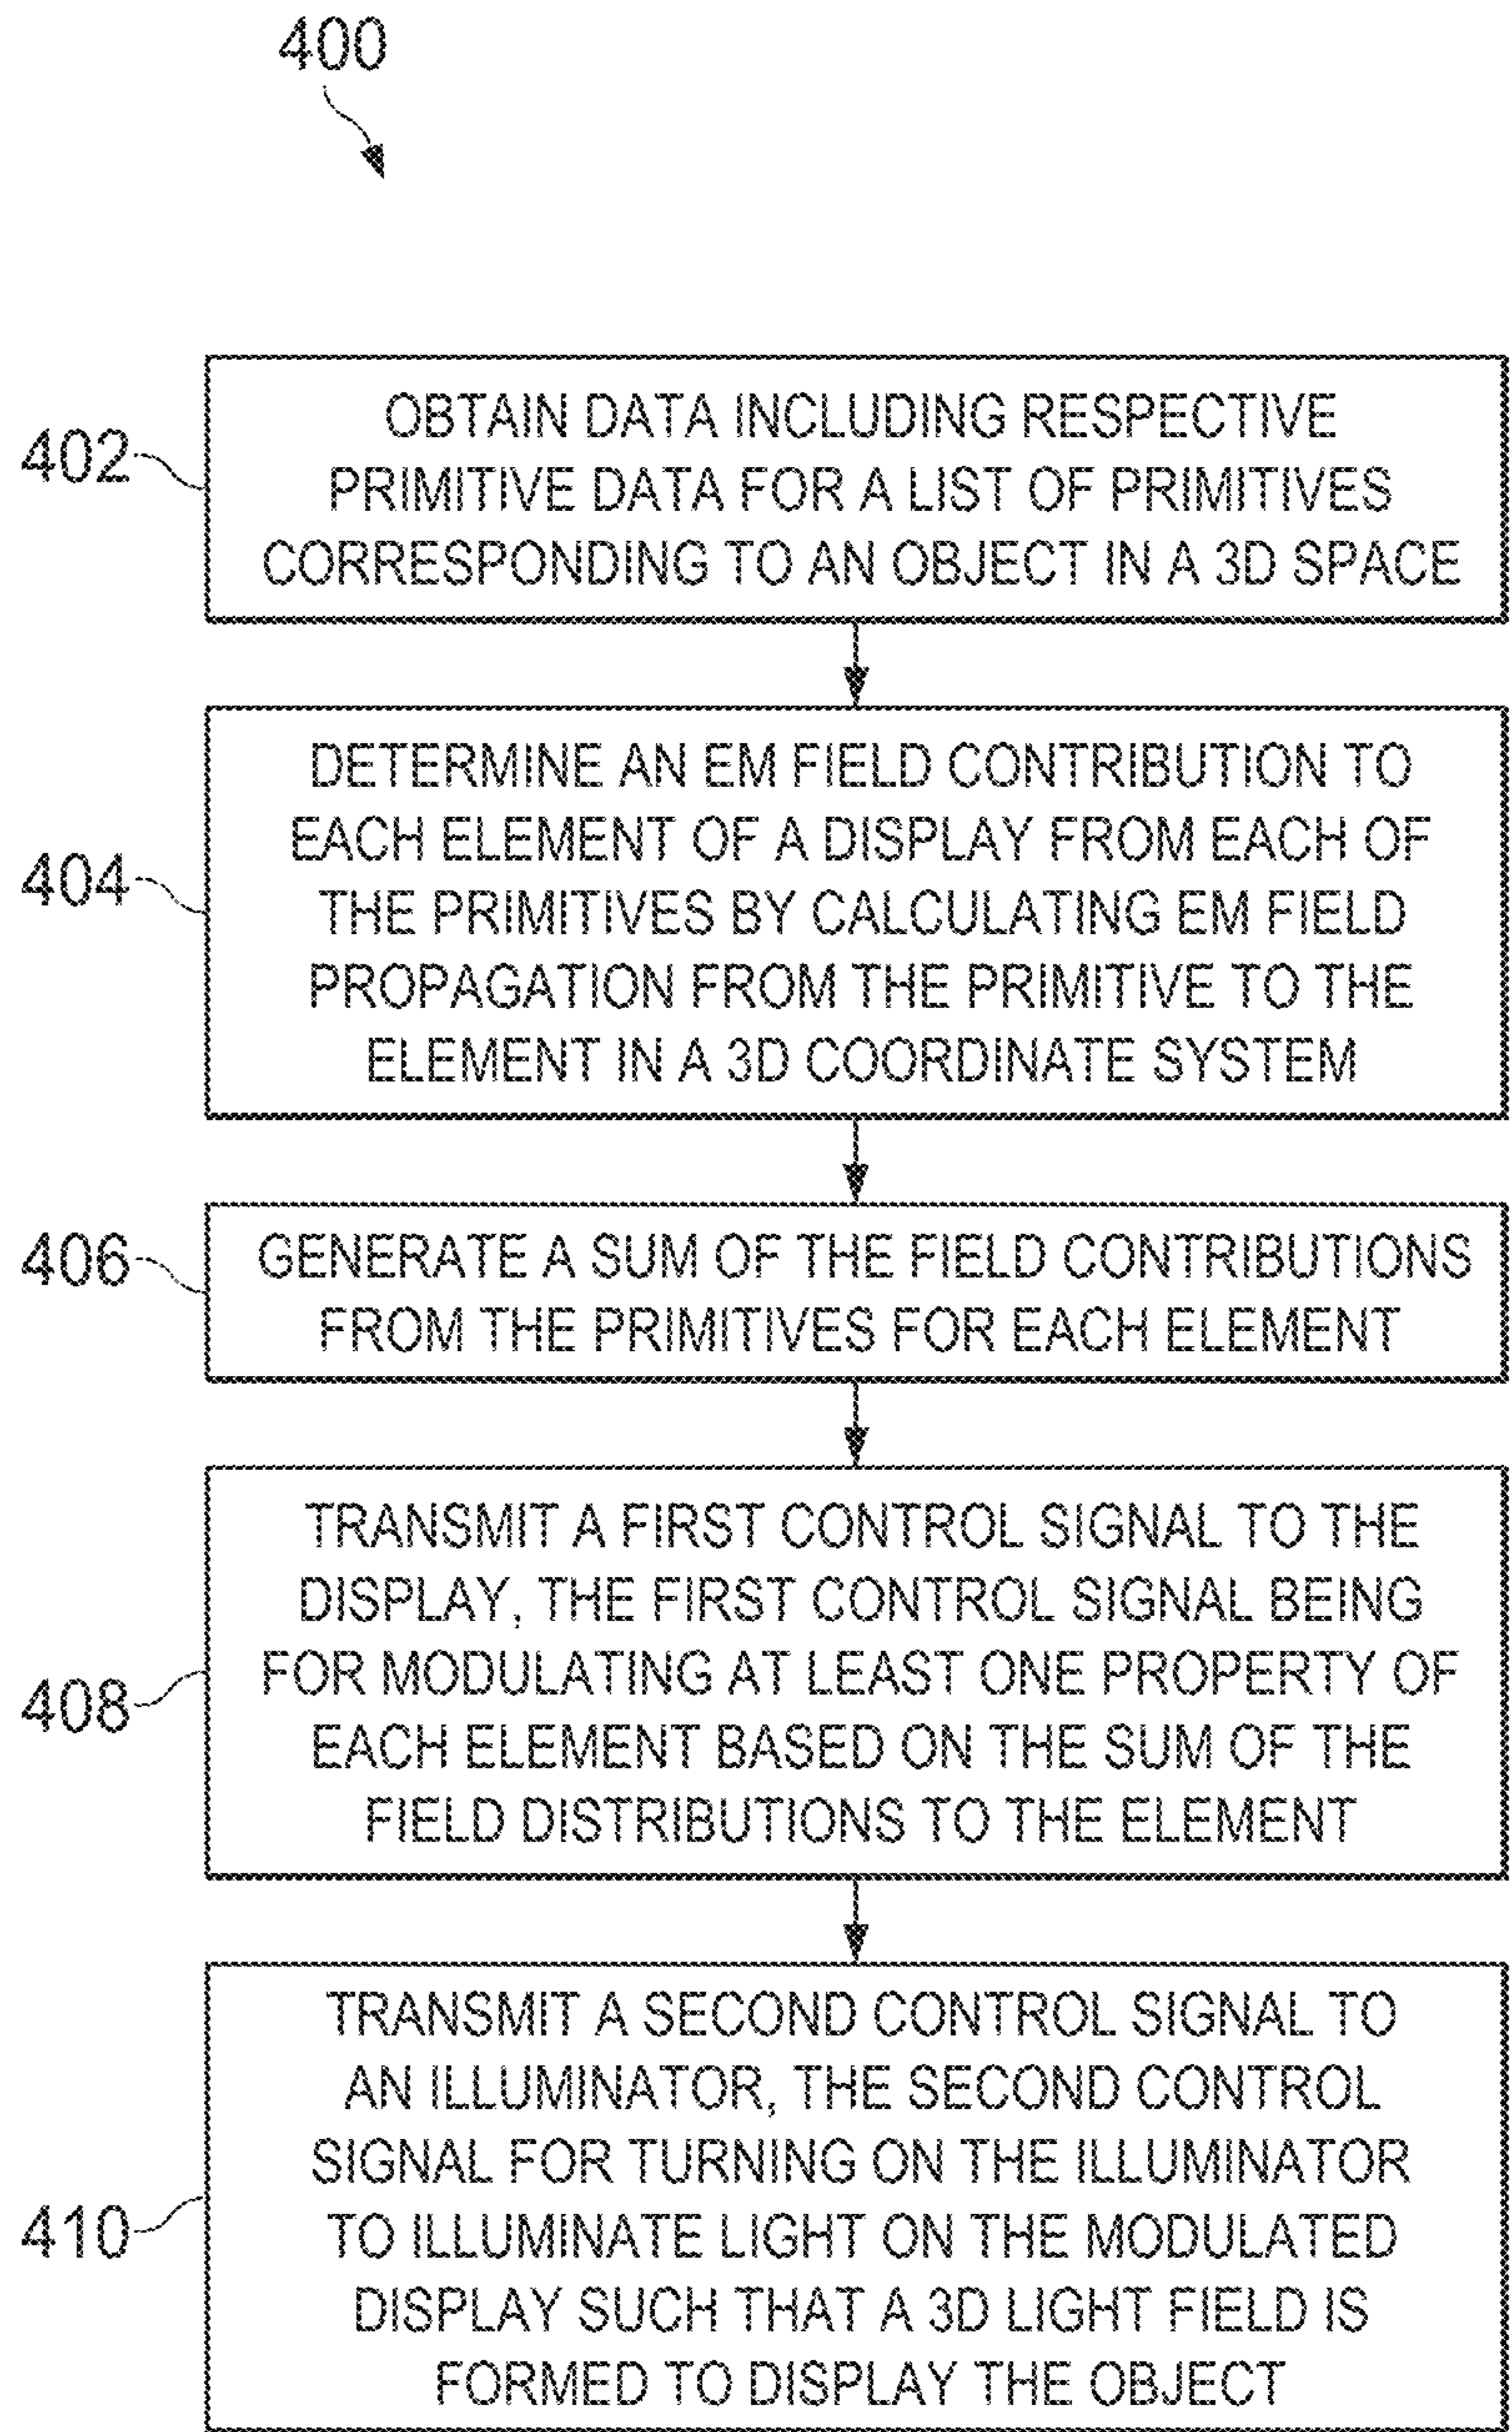 400
402
OBTAIN DATA INCLUDING RESPECTIVE
PRIMITIVE DATA FOR A LIST OF PRIMITIVES
CORRESPONDING TO AN OBJECT IN A 3D SPACE
404
DETERMINE AN EM FIELD CONTRIBUTION TO
EACH ELEMENT OF A DISPLAY FROM EACH OF
THE PRIMITIVES BY CALCULATING EM FIELD
PROPAGATION FROM THE PRIMITIVE TO THE
ELEMENT IN A 3D COORDINATE SYSTEM
406
GENERATE A SUM OF THE FIELD CONTRIBUTIONS
FROM THE PRIMITIVES FOR EACH ELEMENT
408
TRANSMIT A FIRST CONTROL SIGNAL TO THE
DISPLAY, THE FIRST CONTROL SIGNAL BEING
FOR MODULATING AT LEAST ONE PROPERTY OF
EACH ELEMENT BASED ON THE SUM OF THE
FIELD DISTRIBUTIONS TO THE ELEMENT
410
TRANSMIT A SECOND CONTROL SIGNAL TO
AN ILLUMINATOR, THE SECOND CONTROL
SIGNAL FOR TURNING ON THE ILLUMINATOR
TO ILLUMINATE LIGHT ON THE MODULATED
DISPLAY SUCH THAT A 3D LIGHT FIELD IS
FORMED TO DISPLAY THE OBJECT